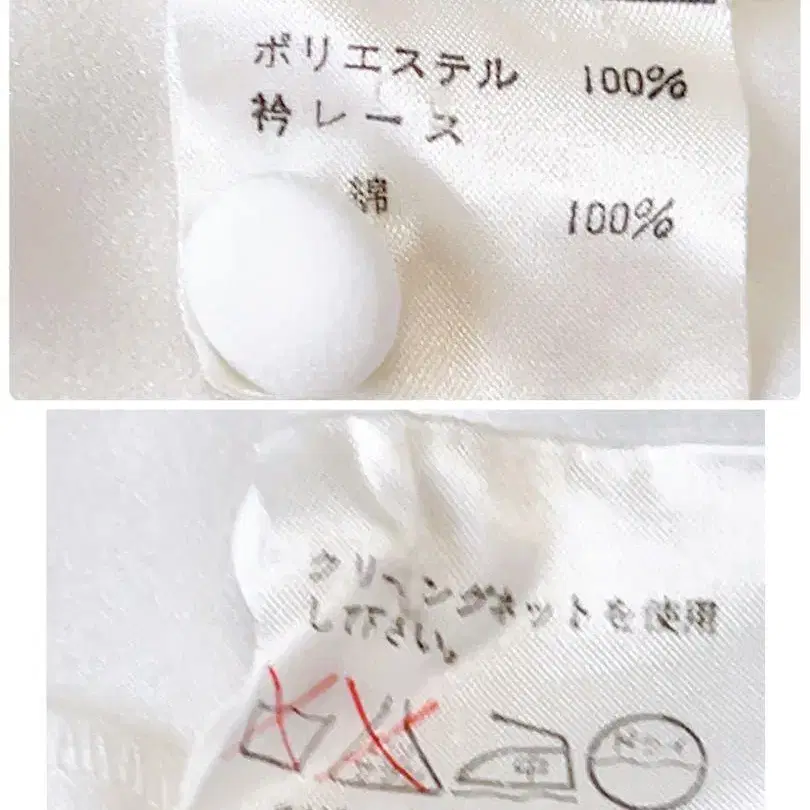 ポリエステル 100%
衿レース
綿 100%
クリーニングネットを使用
し下さい。